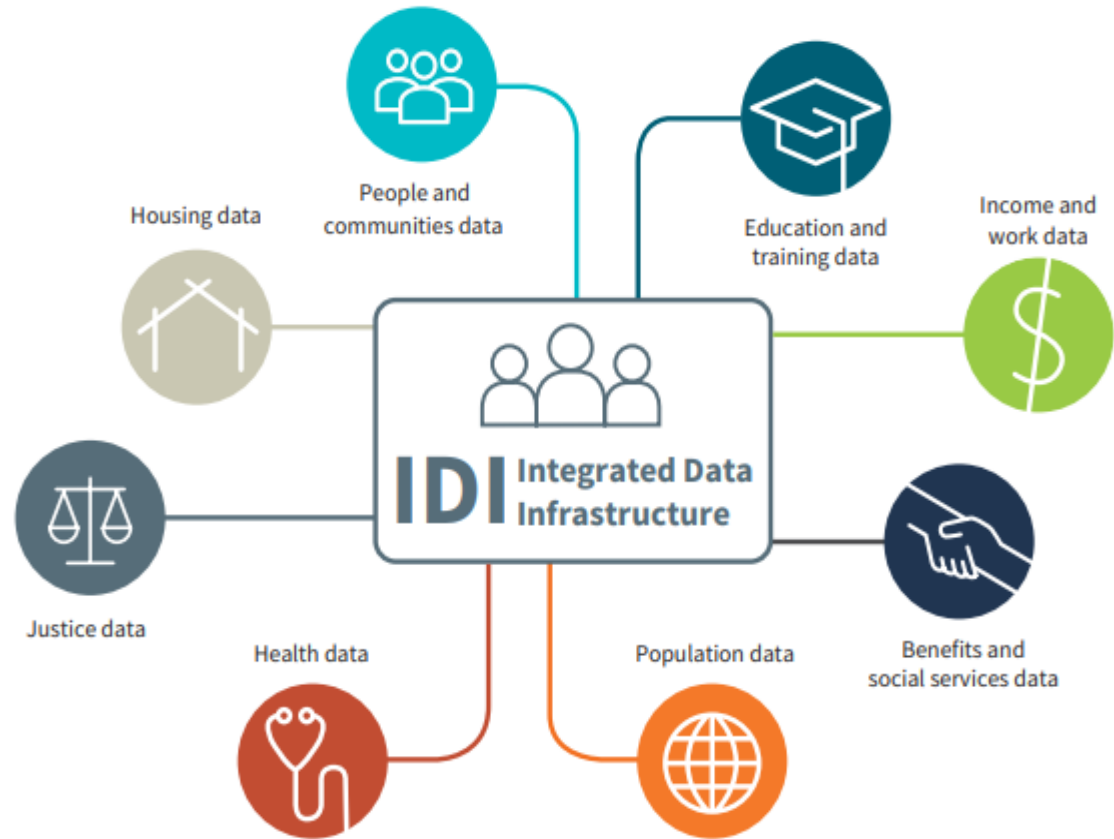 People and
communities data
Education and
training data
Income and
work data
Housing data
IDI Integrated Data
Infrastructure
Justice data
Benefits and
social services data
Health data
Population data